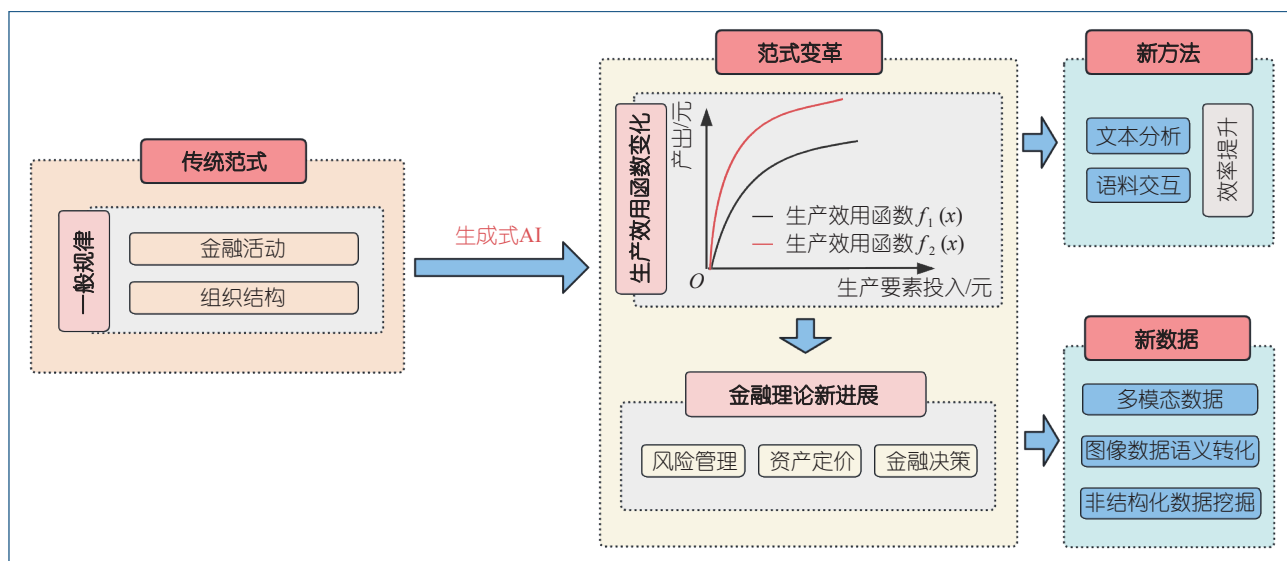 传统范式
一般规律
金融活动
组织结构
生成式AI
范式变革
生产效用函数变化
产出/元
生产效用函数f₁(x)
生产效用函数f₂(x)
O
生产要素投入/元
金融理论新进展
风险管理
资产定价
金融决策
新方法
文本分析
语料交互
效率提升
新数据
多模态数据
图像数据语义转化
非结构化数据挖掘